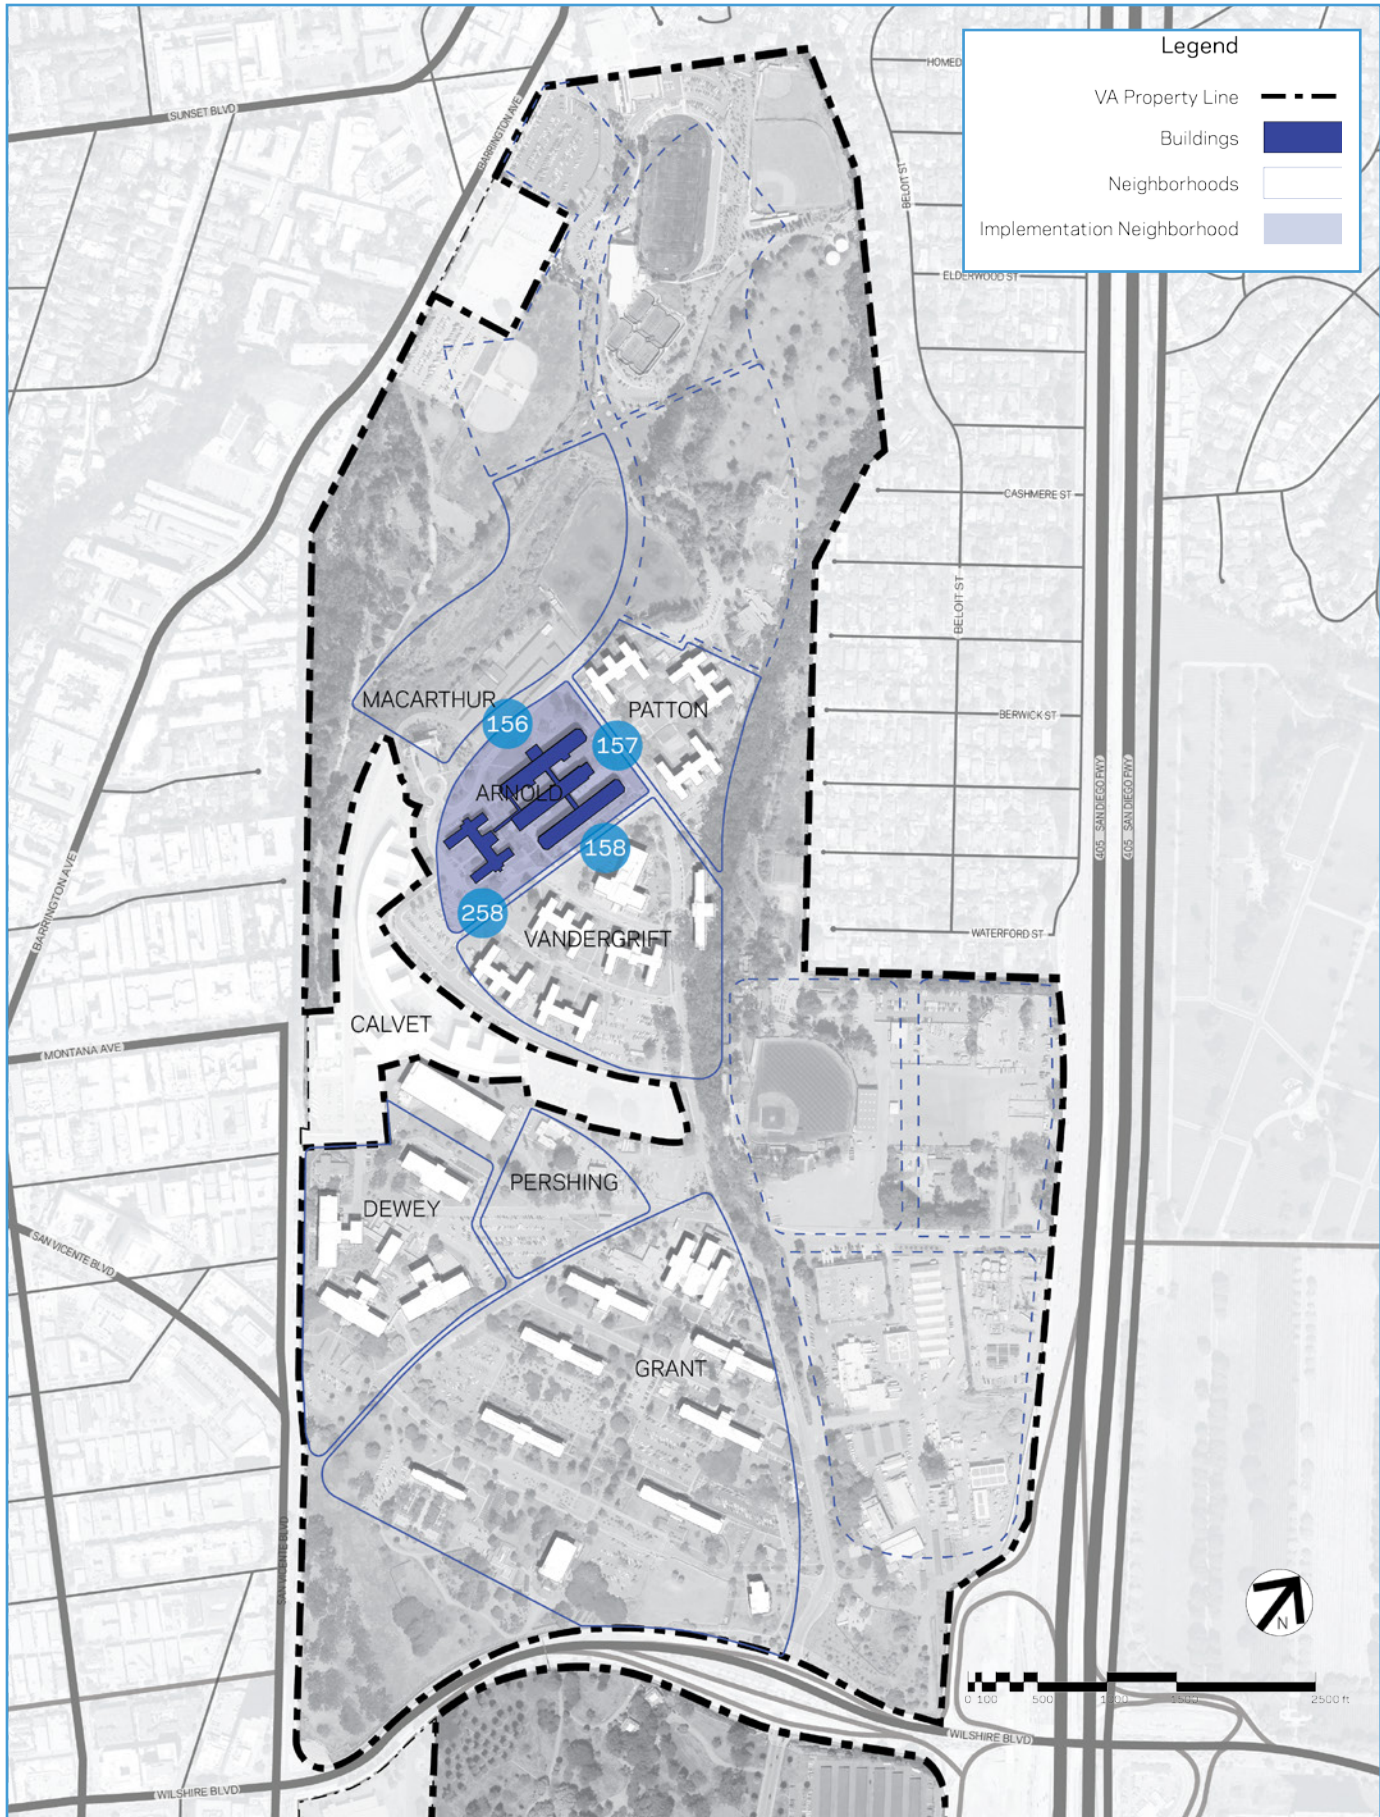 Legend
VA Property Line
Buildings
Neighborhoods
Implementation Neighborhood
SUNSET BLVD
BARRINGTON AVE
HOMED
BELOIT ST
ELDERWOOD ST
CASHMERE ST
BELOIT ST
MACARTHUR
156
PATTON
157
BERWICK ST
ARNOLD
405 SAN DIEGO FWY
405 SAN DIEGO FWY
158
BARRINGTON AVE
258
VANDERGRIFT
WATERFORD ST
CALVET
MONTANA AVE
PERSHING
DEWEY
SAN VICENTE BLVD
GRANT
SAN VICENTE BLVD
N
0 100 500 1000 1500 2500 ft
WILSHIRE BLVD
WILSHIRE BLVD